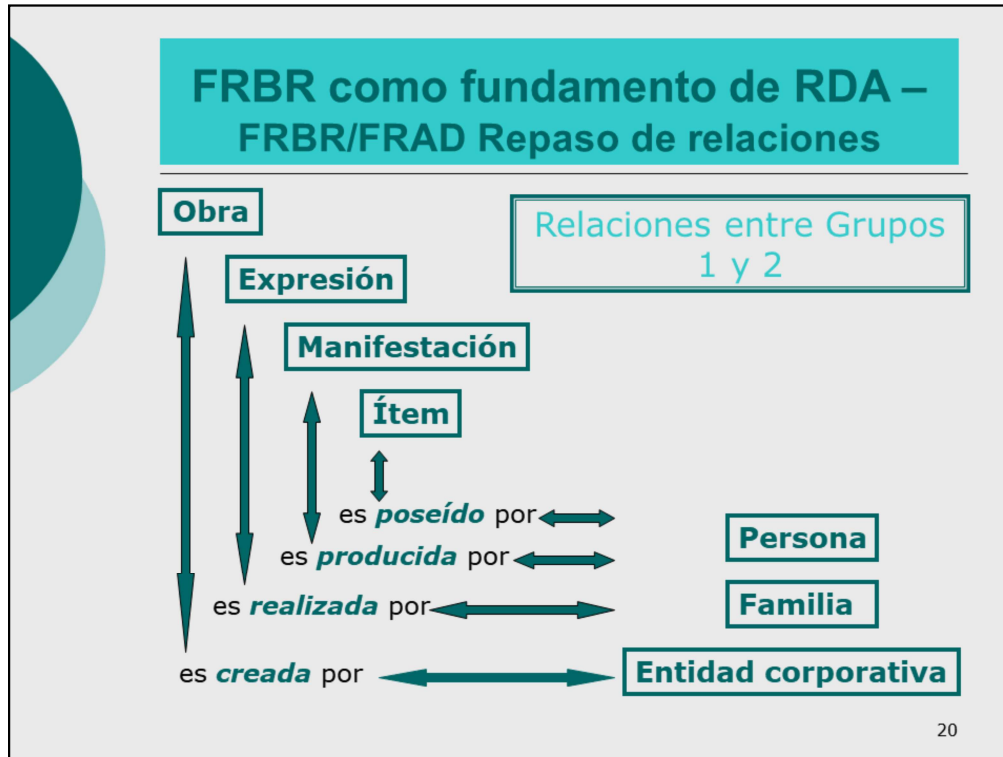 FRBR como fundamento de RDA –
FRBR/FRAD Repaso de relaciones
Obra
Relaciones entre Grupos
1 y 2
Expresión
Manifestación
Ítem
es poseído por
es producida por
es realizada por
es creada por
Persona
Familia
Entidad corporativa
20